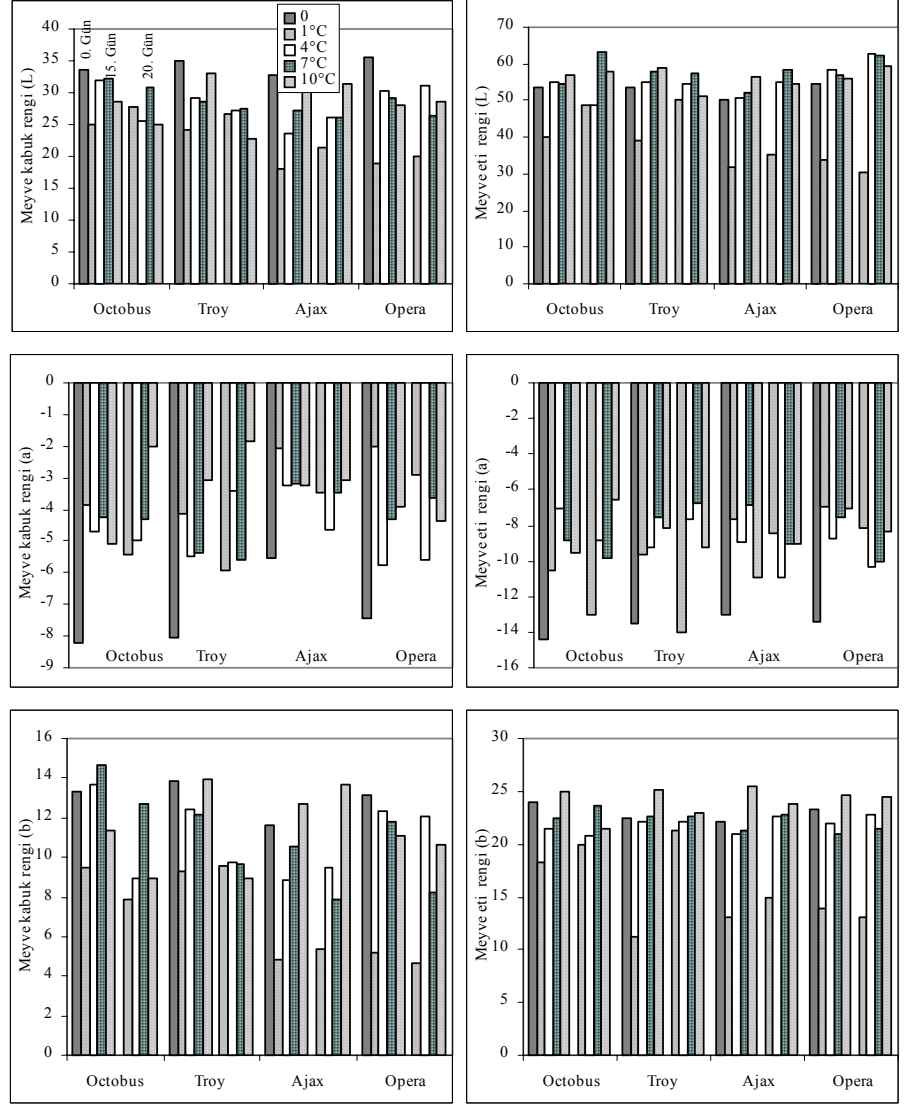 Meyve kabuk rengi (L)
40
35
30
25
20
15
10
5
0
0. Gün
15. Gün
20. Gün
0
1°C
4°C
7°C
10°C
Octobus Troy Ajax Opera
Meyve eti rengi (L)
70
60
50
40
30
20
10
0
Octobus Troy Ajax Opera
Meyve kabuk rengi (a)
0
-1
-2
-3
-4
-5
-6
-7
-8
-9
Octobus Troy Ajax Opera
Meyve eti rengi (a)
0
-2
-4
-6
-8
-10
-12
-14
-16
Octobus Troy Ajax Opera
Meyve kabuk rengi (b)
16
14
12
10
8
6
4
2
0
Octobus Troy Ajax Opera
Meyve eti rengi (b)
30
25
20
15
10
5
0
Octobus Troy Ajax Opera